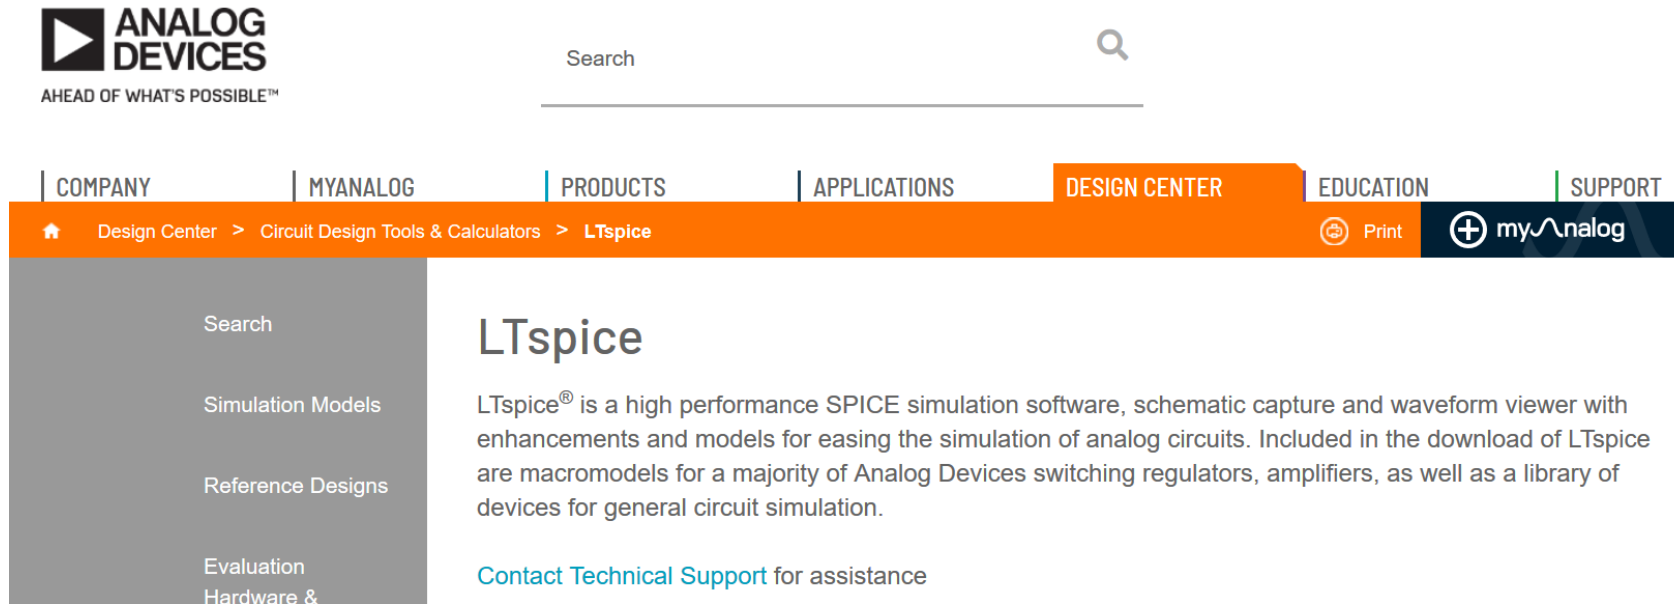 ANALOG
DEVICES
AHEAD OF WHAT'S POSSIBLE™
Search
COMPANY
MYANALOG
PRODUCTS
APPLICATIONS
DESIGN CENTER
EDUCATION
SUPPORT
Design Center > Circuit Design Tools & Calculators > LTspice
Print
myAnalog
Search
Simulation Models
Reference Designs
Evaluation
Hardware &
LTspice
LTspice® is a high performance SPICE simulation software, schematic capture and waveform viewer with
enhancements and models for easing the simulation of analog circuits. Included in the download of LTspice
are macromodels for a majority of Analog Devices switching regulators, amplifiers, as well as a library of
devices for general circuit simulation.
Contact Technical Support for assistance